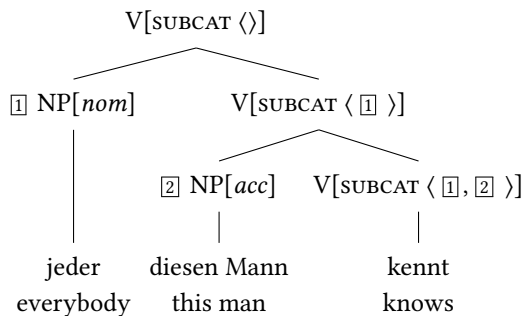 V[SUBCAT ⟨⟩]
1 NP[nom] V[SUBCAT ⟨ 1 ⟩]
2 NP[acc] V[SUBCAT ⟨ 1, 2 ⟩]
jeder diesen Mann kennt
everybody this man knows